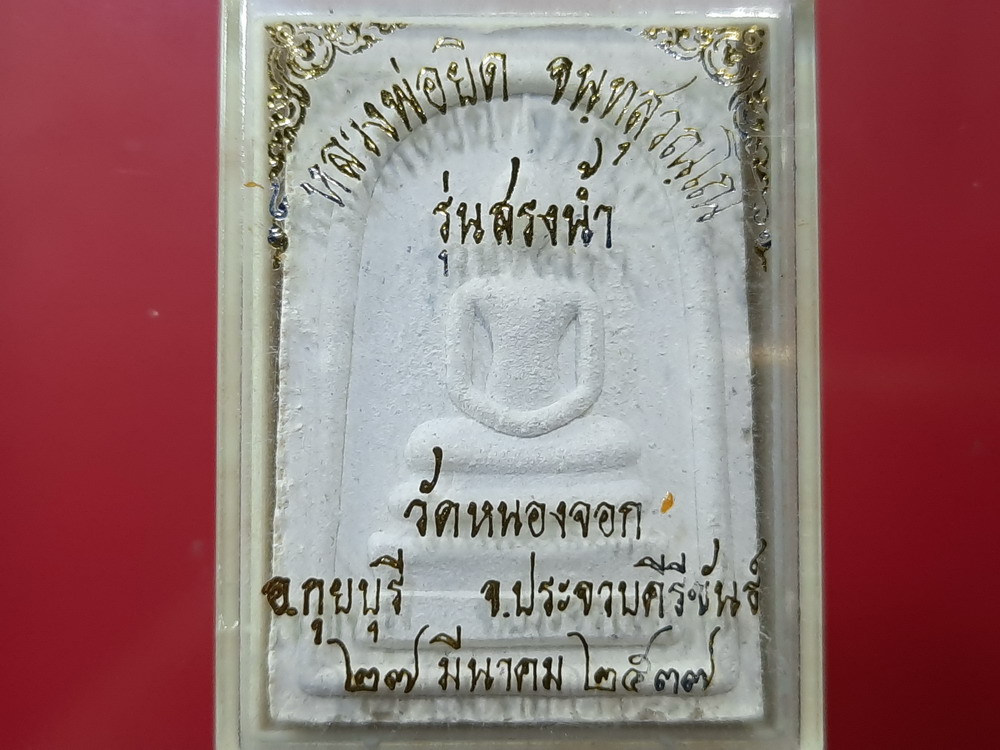 หลวงพ่อยิด จนฺทสุวณฺโณ
รุ่นสรงน้ำ
วัดหนองจอก
อ.กุยบุรี จ.ประจวบคีรีขันธ์
๒๗ มีนาคม ๒๕๓๗